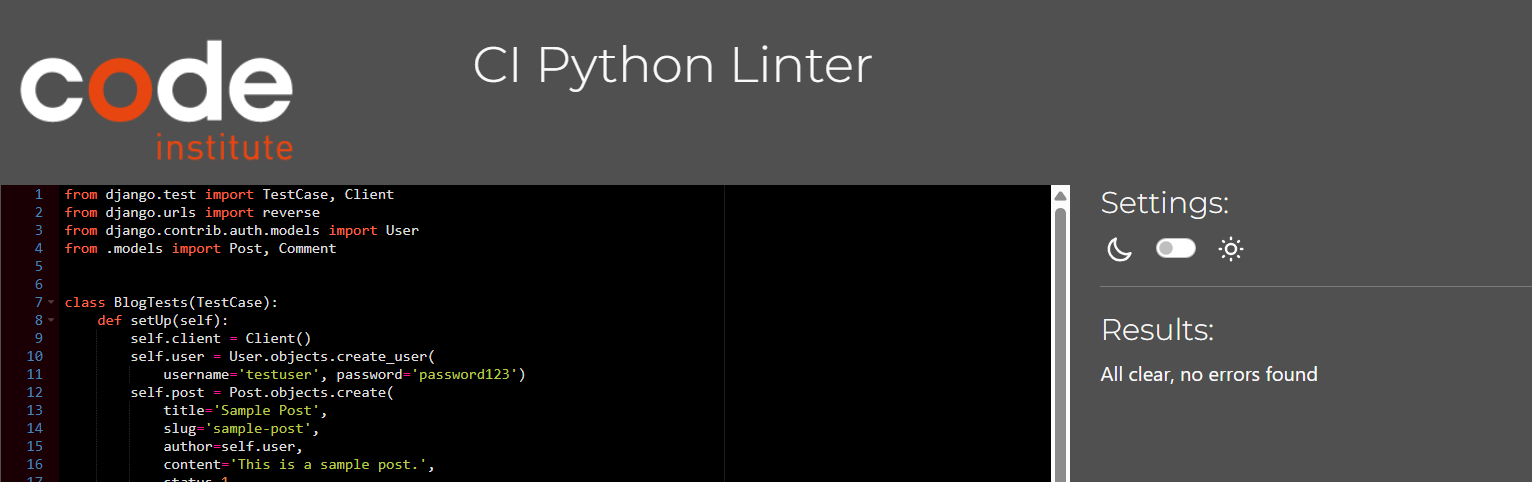 code
institute
CI Python Linter
1 from django.test import TestCase, Client
2 from django.urls import reverse
3 from django.contrib.auth.models import User
4 from .models import Post, Comment
5
6
7 class BlogTests(TestCase):
8     def setUp(self):
9         self.client = Client()
10         self.user = User.objects.create_user(
11             username='testuser', password='password123')
12         self.post = Post.objects.create(
13             title='Sample Post',
14             slug='sample-post',
15             author=self.user,
16             content='This is a sample post.',
17             status=1
Settings:
Results:
All clear, no errors found